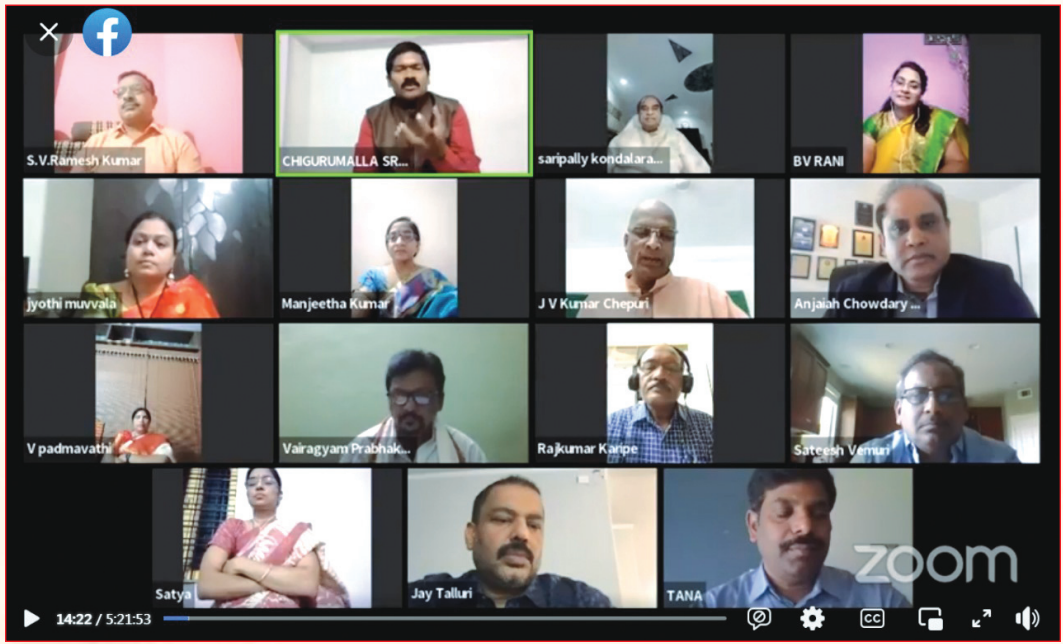 S.V.Ramesh Kumar
CHIGURUMALLA SR...
saripally kondalara...
BV RANI
jyothi muvvala
Manjeetha Kumar
J V Kumar Chepuri
Anjaiah Chowdary ...
V padmavathi
Vairagyam Prabhak...
Rajkumar Karipe
Sateesh Vemuri
Satya
Jay Talluri
TANA
zoom
14:22 / 5:21:53
CC